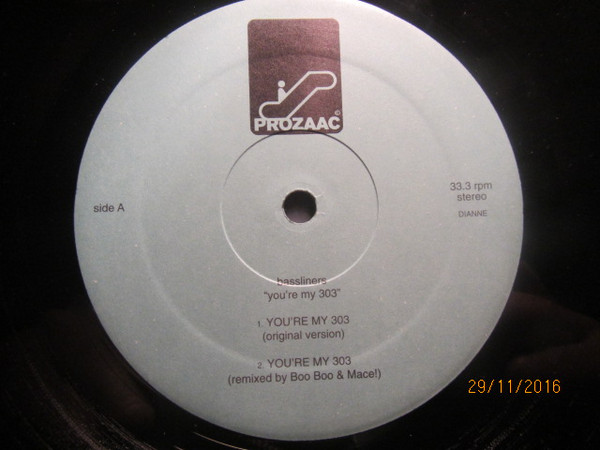 ©
PROZAAC
side A
33.3 rpm
stereo
DIANNE
bassliners
"you're my 303"
1. YOU'RE MY 303
(original version)
2. YOU'RE MY 303
(remixed by Boo Boo & Mace!)
29/11/2016